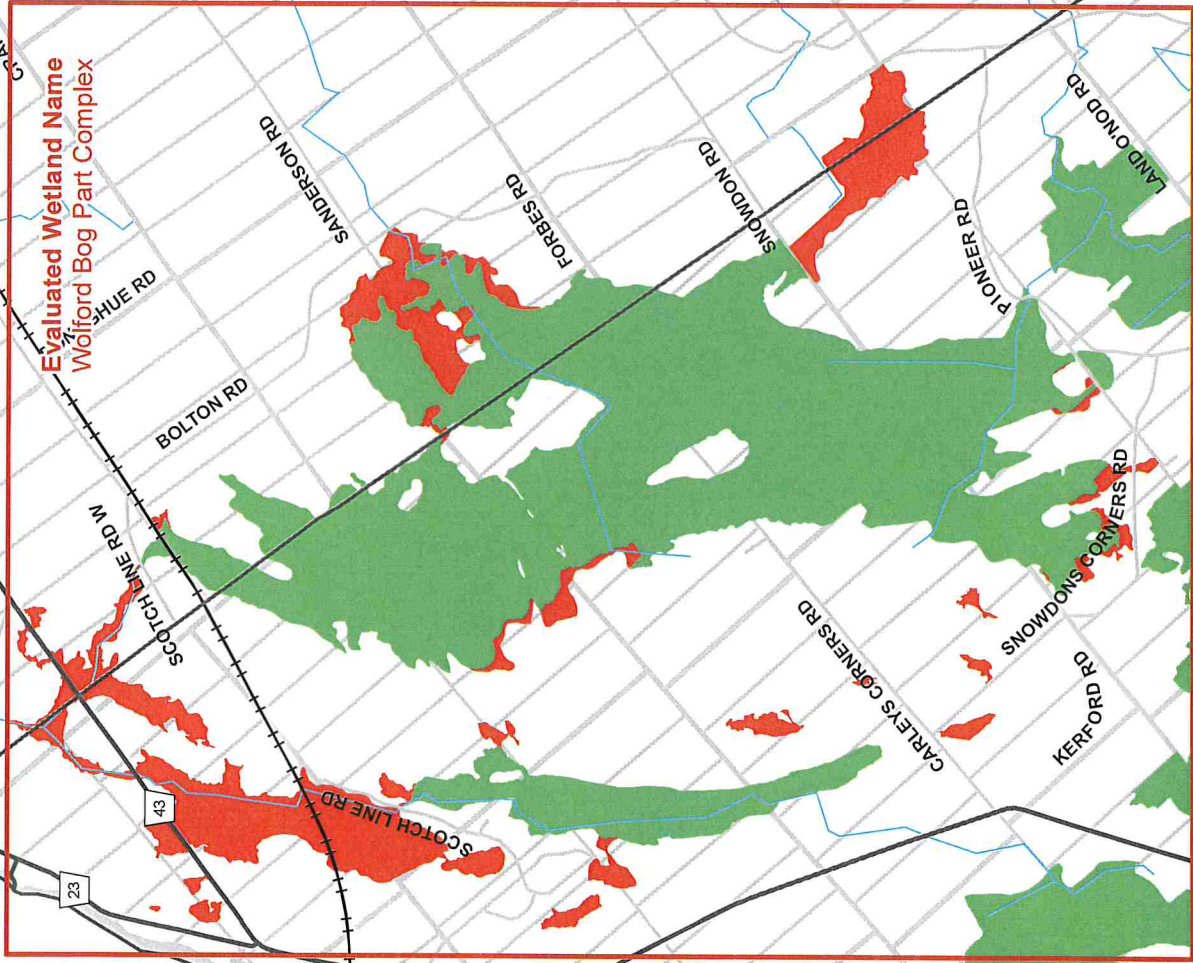 Evaluated Wetland Name
Wolford Bog Part Complex
SHUE RD
SANDERSON RD
BOLTON RD
FORBES RD
SNOWDON RD
LAND O'NOD RD
PIONEER RD
SCOTCH LINE RD W
SNOWDONS CORNERS RD
CARLEYS CORNERS RD
KERFORD RD
SCOTCH LINE RD
43
23